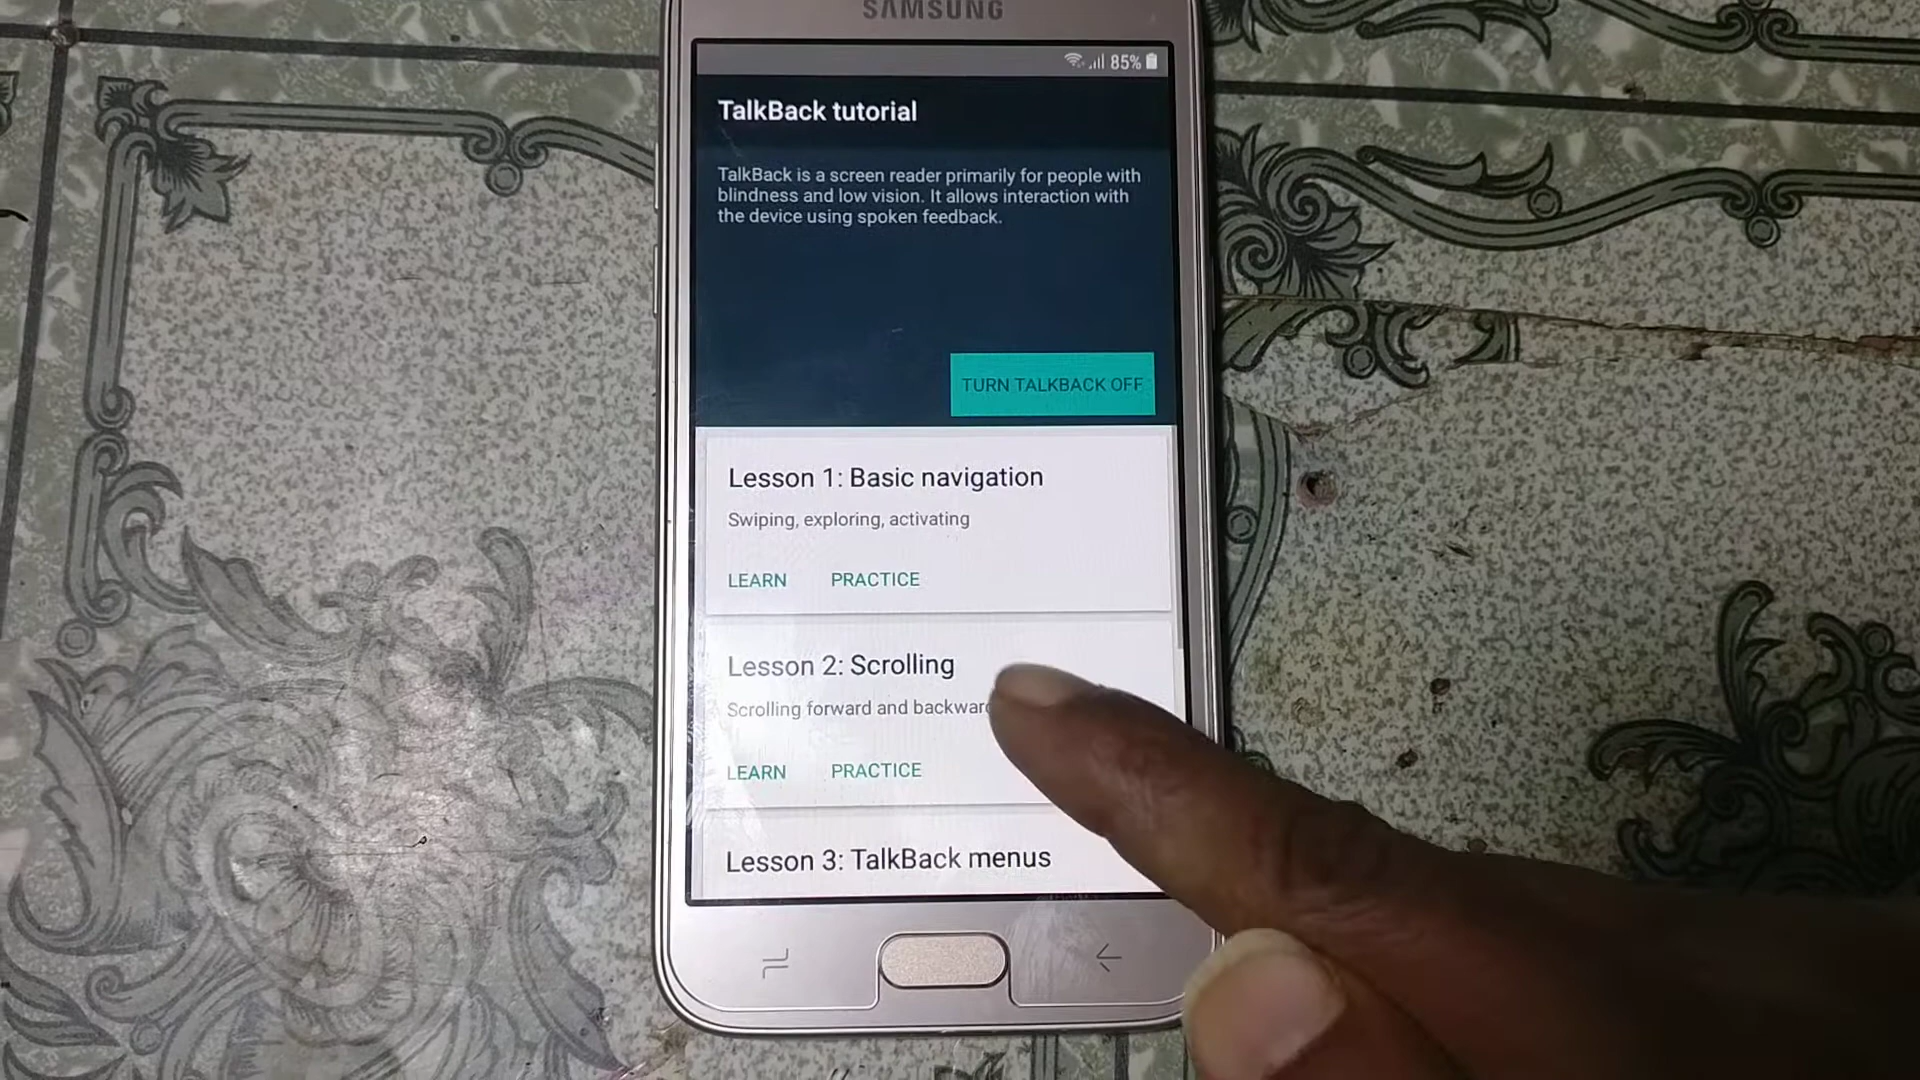 SAMSUNG
85%
TalkBack tutorial
TalkBack is a screen reader primarily for people with
blindness and low vision. It allows interaction with
the device using spoken feedback.
TURN TALKBACK OFF
Lesson 1: Basic navigation
Swiping, exploring, activating
LEARN PRACTICE
Lesson 2: Scrolling
Scrolling forward and
LEARN PRACTICE
Lesson 3: TalkBack menus